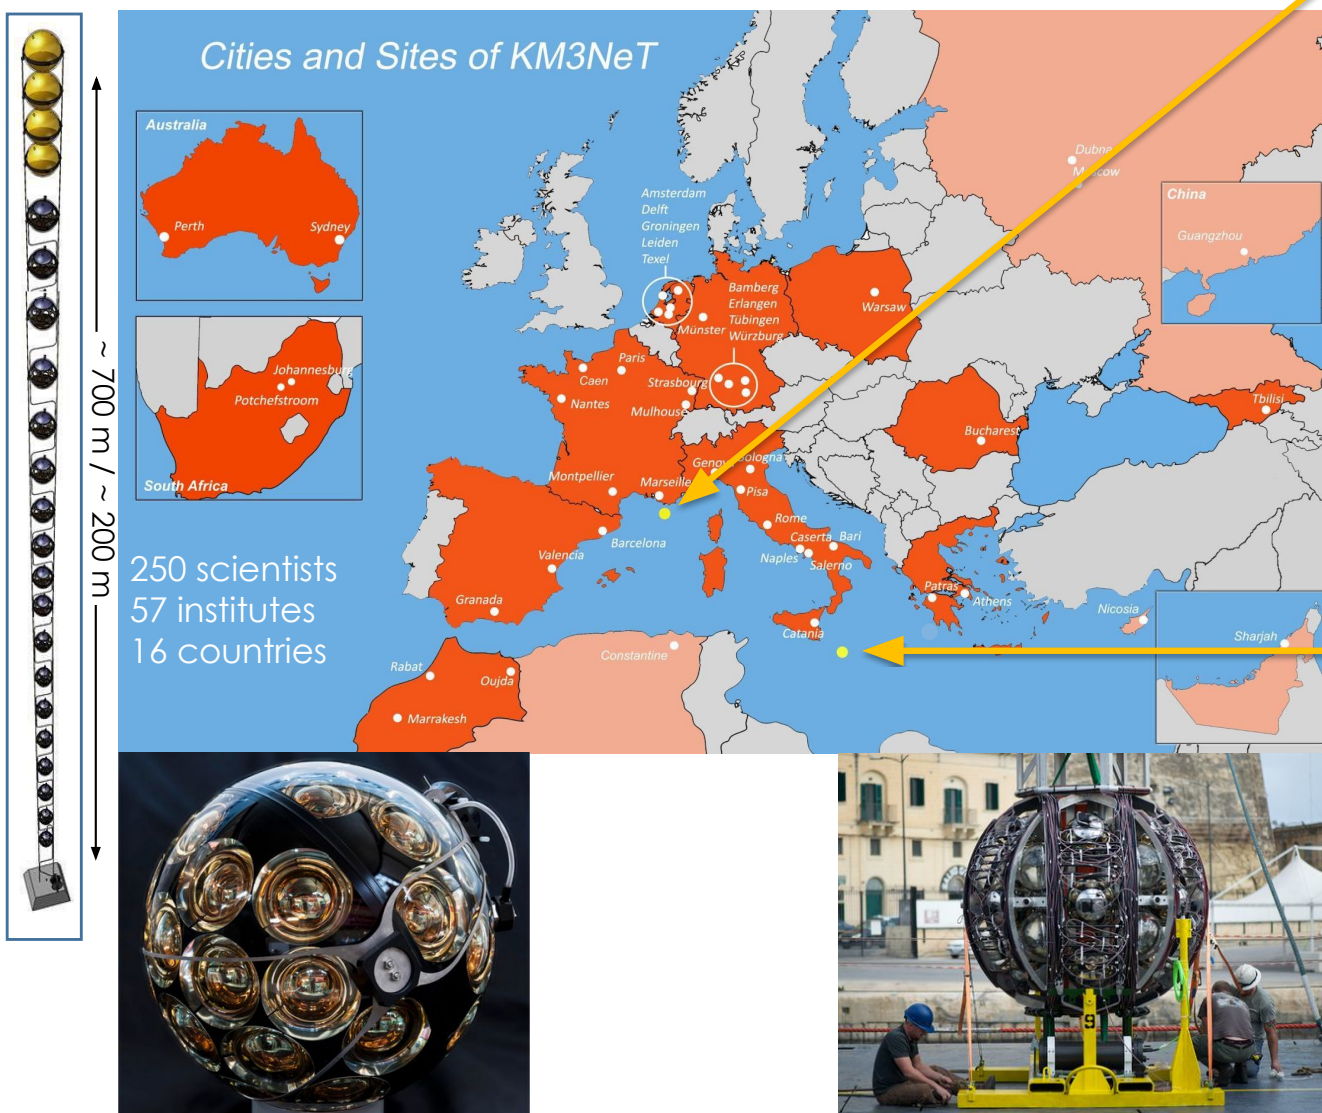 Cities and Sites of KM3NeT
~ 700 m / ~ 200 m
Australia
Perth
Sydney
Johannesburg
Potchefstroom
South Africa
250 scientists
57 institutes
16 countries
Amsterdam
Delft
Groningen
Leiden
Texel
Bamberg
Erlangen
Tübingen
Würzburg
Münster
Warsaw
Dubna
Moscow
China
Guangzhou
Paris
Caen
Strasbourg
Nantes
Mulhouse
Tbilisi
Bucharest
Genova
Bologna
Montpellier
Marseille
Pisa
Rome
Barcelona
Caserta
Bari
Naples
Salerno
Valencia
Granada
Patras
Athens
Nicosia
Catania
Sharjah
Constantine
Rabat
Oujda
Marrakesh
9